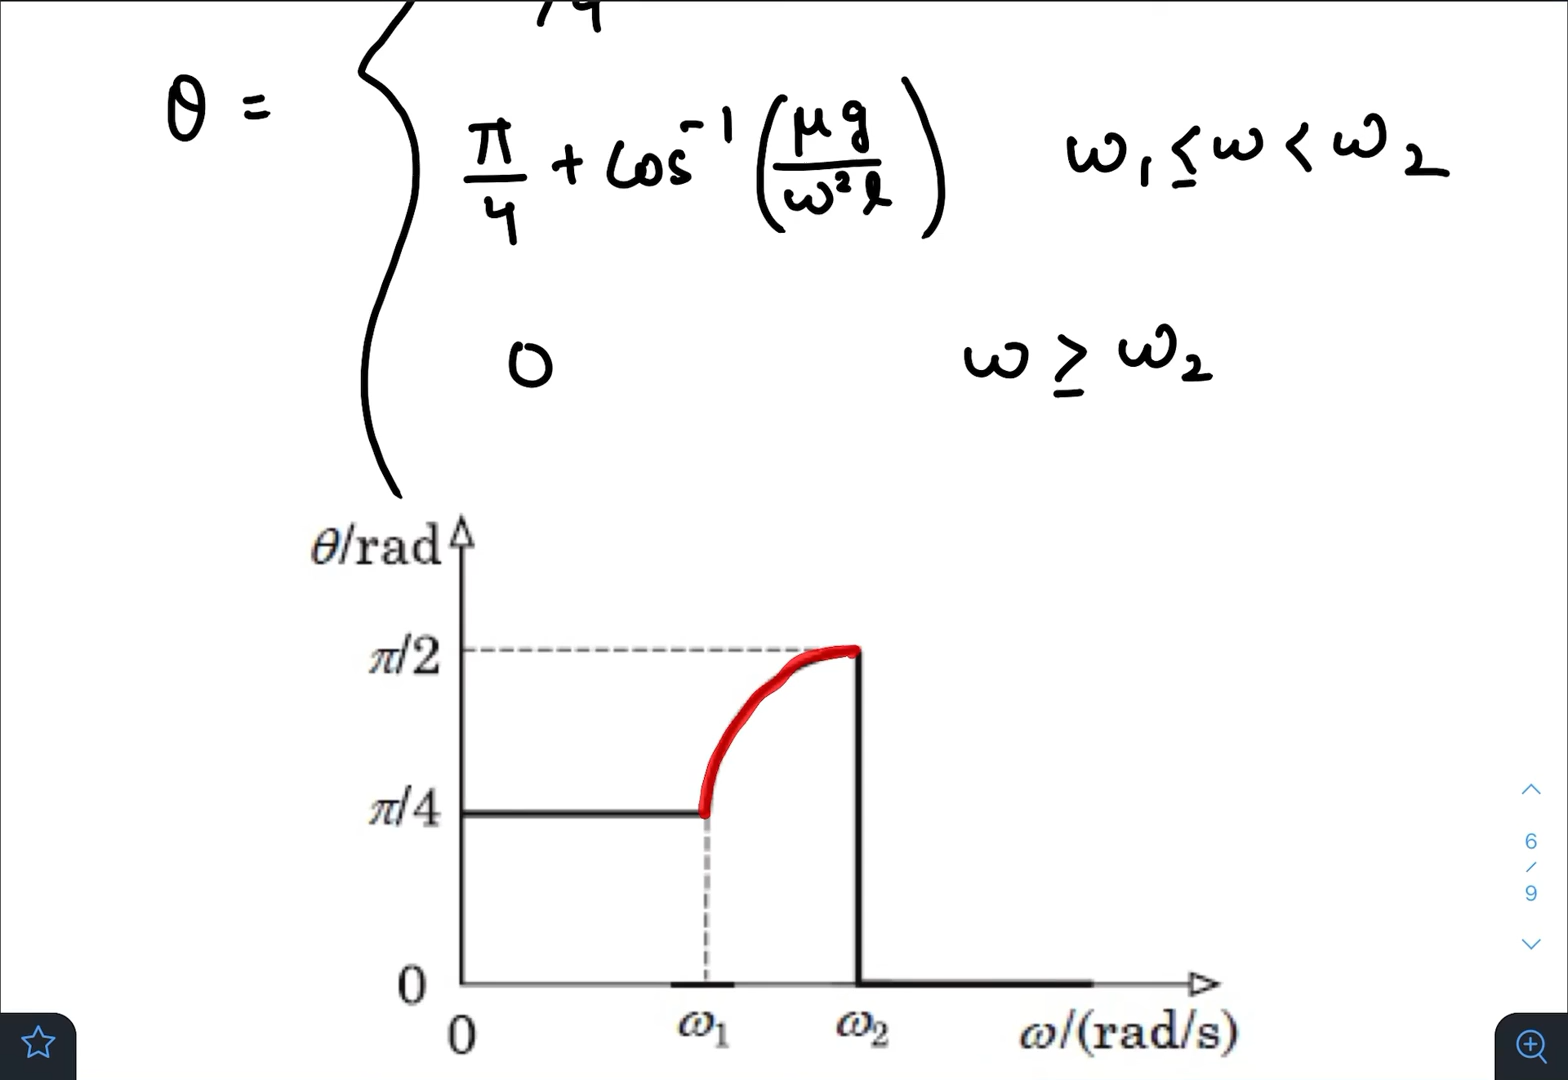 θ =
π/4 + cos⁻¹(μg/ω²l) ω₁ ≤ ω < ω₂
0 ω ≥ ω₂
θ/rad
π/2
π/4
0
0 ω₁ ω₂ ω/(rad/s)
6
/
9